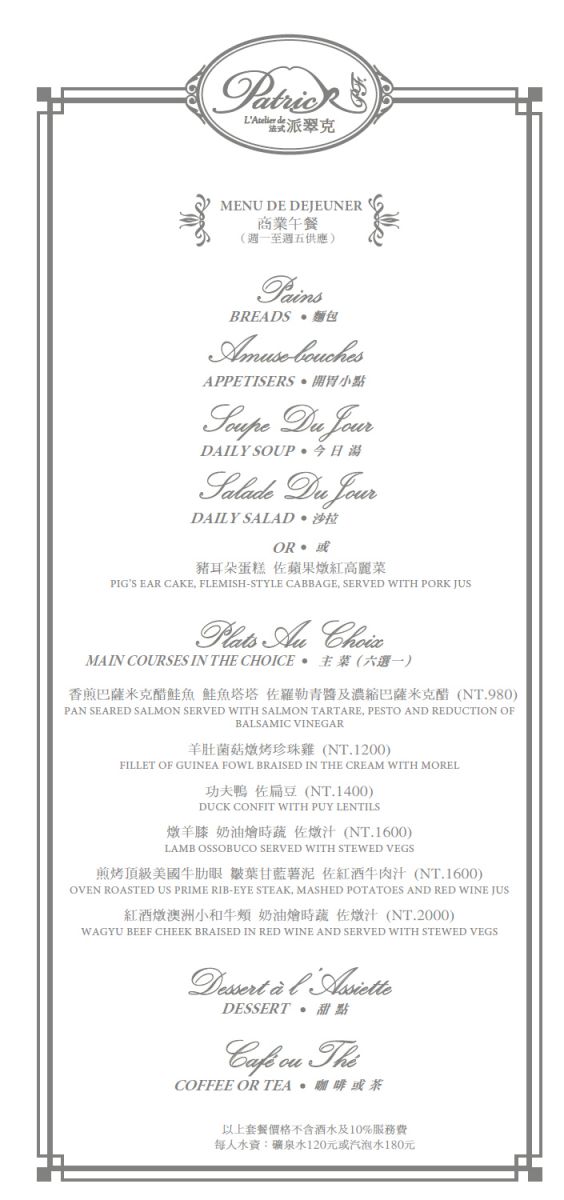 Patrick
L'Atelier de
法式派翠克
MENU DE DEJEUNER
商業午餐
（週一至週五供應）
Pains
BREADS • 麵包
Amuse-bouches
APPETISERS • 開胃小點
Soupe Du Jour
DAILY SOUP • 今日湯
Salade Du Jour
DAILY SALAD • 沙拉
OR • 或
豬耳朵蛋糕 佐蘋果燉紅高麗菜
PIG'S EAR CAKE, FLEMISH-STYLE CABBAGE, SERVED WITH PORK JUS
Plats Au Choix
MAIN COURSES IN THE CHOICE • 主菜（六選一）
香煎巴薩米克醋鮭魚 鮭魚塔塔 佐羅勒青醬及濃縮巴薩米克醋 (NT.980)
PAN SEARED SALMON SERVED WITH SALMON TARTARE, PESTO AND REDUCTION OF
BALSAMIC VINEGAR
羊肚菌菇燉烤珍珠雞 (NT.1200)
FILLET OF GUINEA FOWL BRAISED IN THE CREAM WITH MOREL
功夫鴨 佐扁豆 (NT.1400)
DUCK CONFIT WITH PUY LENTILS
燉羊膝 奶油燴時蔬 佐燉汁 (NT.1600)
LAMB OSSOBUCO SERVED WITH STEWED VEGS
煎烤頂級美國牛肋眼 皺葉甘藍薯泥 佐紅酒牛肉汁 (NT.1600)
OVEN ROASTED US PRIME RIB-EYE STEAK, MASHED POTATOES AND RED WINE JUS
紅酒燉澳洲小和牛頰 奶油燴時蔬 佐燉汁 (NT.2000)
WAGYU BEEF CHEEK BRAISED IN RED WINE AND SERVED WITH STEWED VEGS
Dessert à l'Assiette
DESSERT • 甜點
Café ou Thé
COFFEE OR TEA • 咖啡或茶
以上套餐價格不含酒水及10%服務費
每人水資：礦泉水120元或汽泡水180元